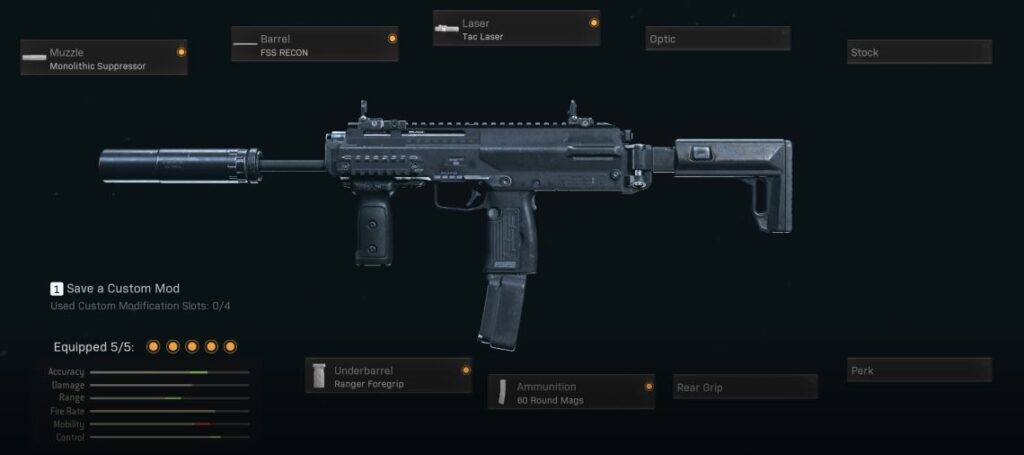 Muzzle
Monolithic Suppressor
Barrel
FSS RECON
Laser
Tac Laser
Optic
Stock
1 Save a Custom Mod
Used Custom Modification Slots: 0/4
Equipped 5/5:
Accuracy
Damage
Range
Fire Rate
Mobility
Control
Underbarrel
Ranger Foregrip
Ammunition
60 Round Mags
Rear Grip
Perk